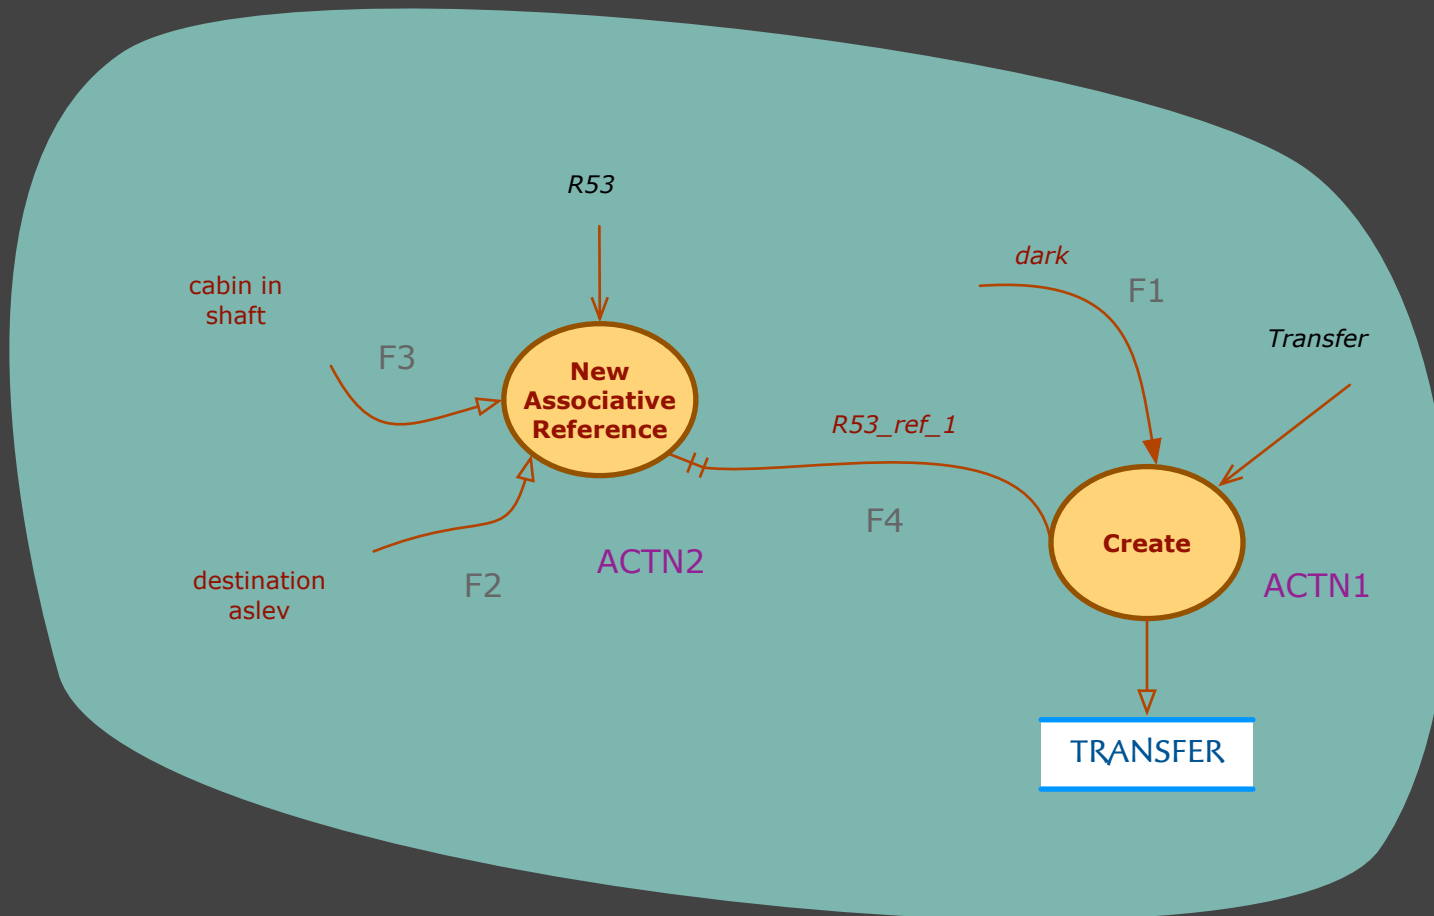 R53
dark
cabin in
shaft
F1
Transfer
F3
New
Associative
Reference
R53_ref_1
F4
Create
ACTN2
destination
aslev
F2
ACTN1
TRANSFER